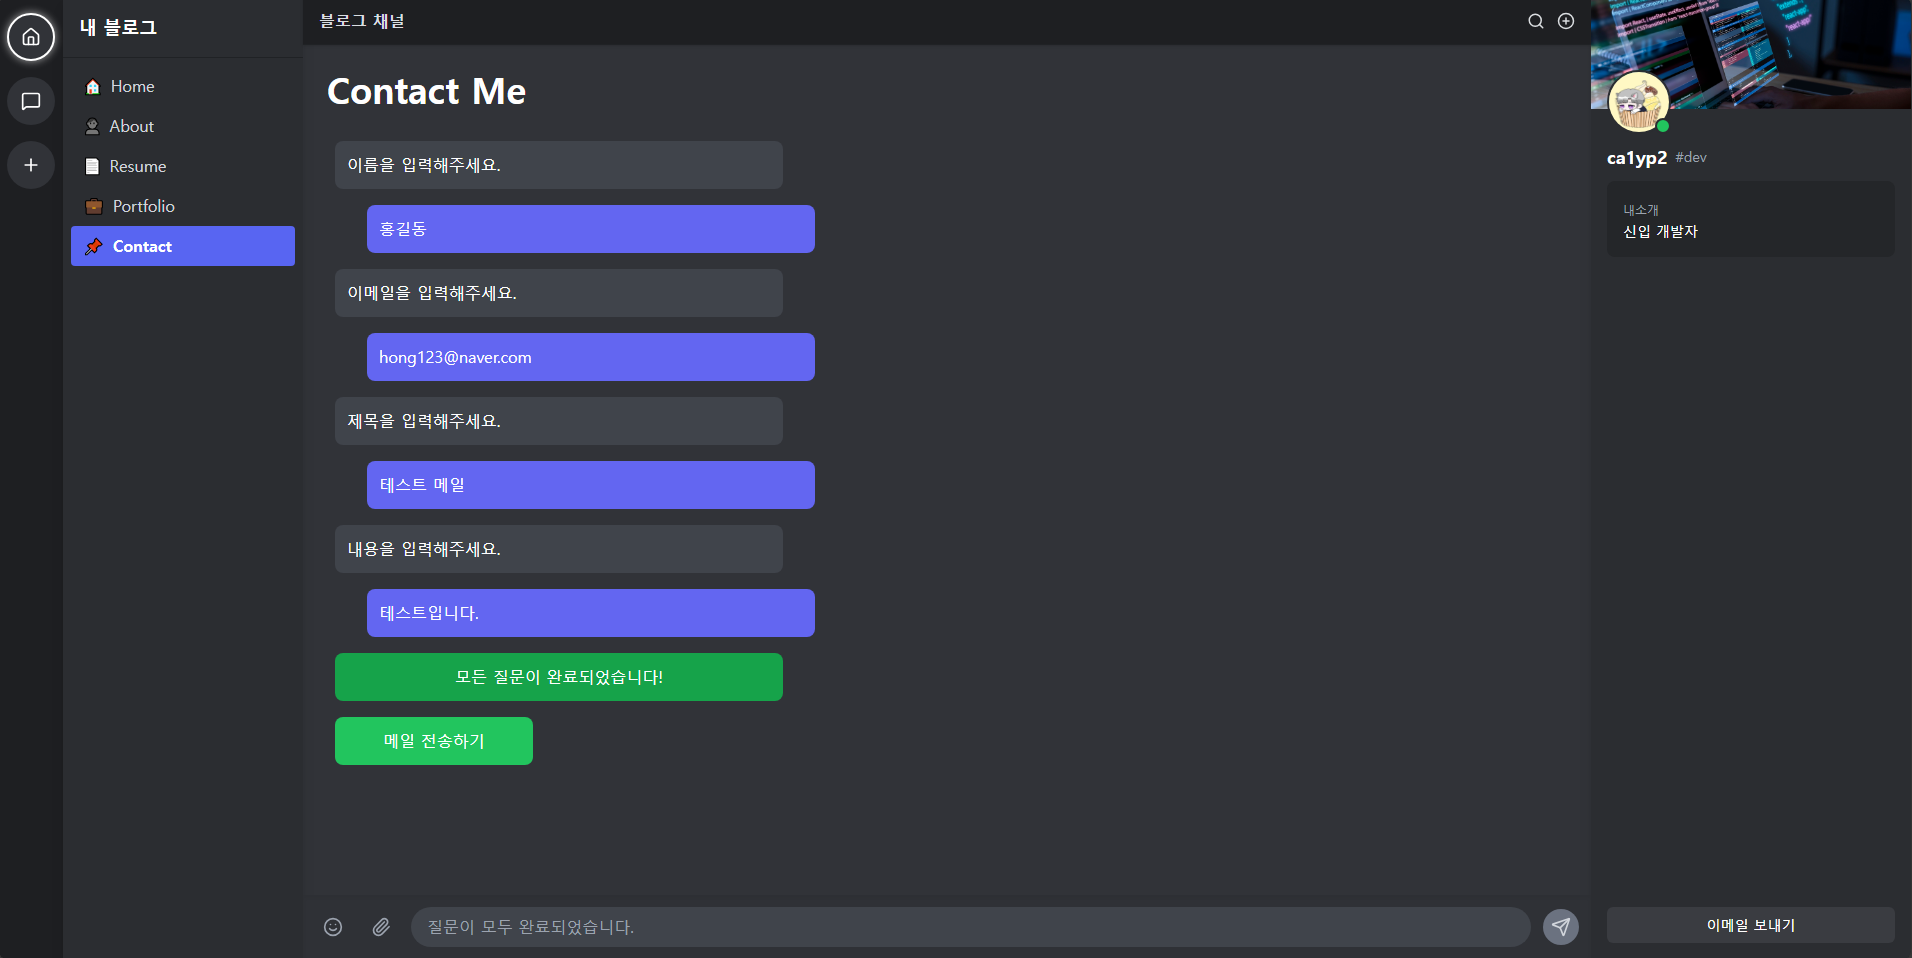 내 블로그
Home
About
Resume
Portfolio
Contact
블로그 채널
Contact Me
이름을 입력해주세요.
홍길동
이메일을 입력해주세요.
hong123@naver.com
제목을 입력해주세요.
테스트 메일
내용을 입력해주세요.
테스트입니다.
모든 질문이 완료되었습니다!
메일 전송하기
질문이 모두 완료되었습니다.
ca1yp2 #dev
내소개
신입 개발자
이메일 보내기